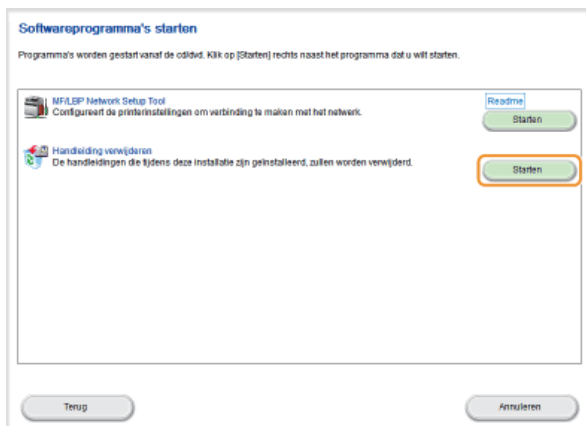 Softwareprogramma's starten
Programma's worden gestart vanaf de cd/dvd. Klik op [Starten] rechts naast het programma dat u wilt starten.
MF/LBP Network Setup Tool
Readme
Configureert de printerinstellingen om verbinding te maken met het netwerk.
Starten
Handleiding verwijderen
De handleidingen die tijdens deze installatie zijn geïnstalleerd, zullen worden verwijderd.
Starten
Terug
Annuleren